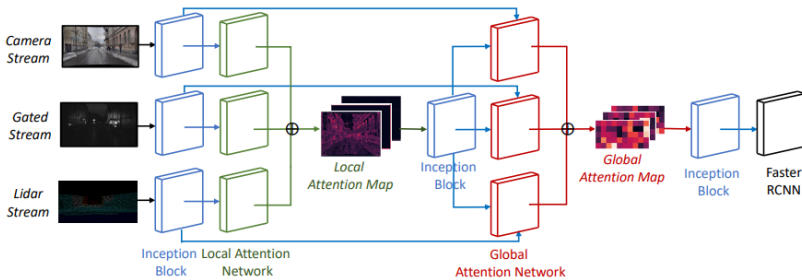 Camera
Stream
Gated
Stream
Lidar
Stream
Inception
Block
Local Attention
Network
Local
Attention Map
Inception
Block
Global
Attention Network
Global
Attention Map
Inception
Block
Faster
RCNN